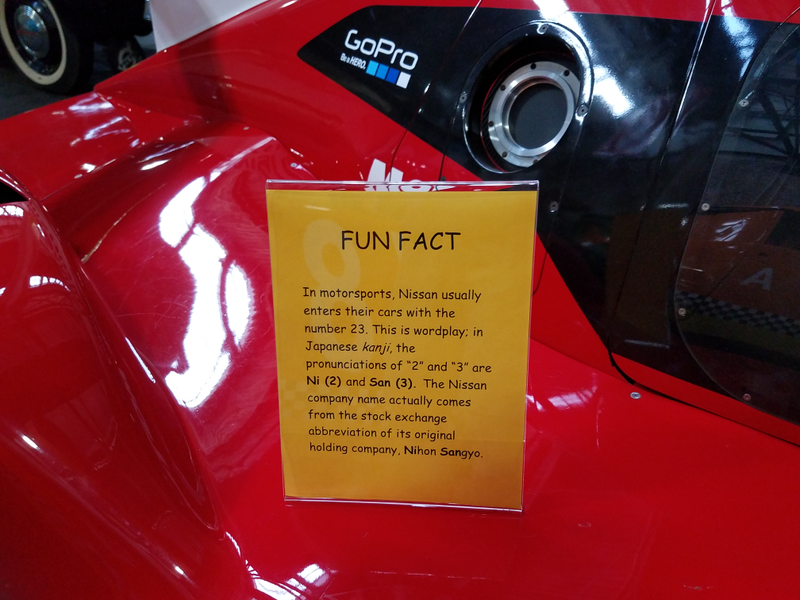 GoPro
Be a HERO.
FUN FACT
In motorsports, Nissan usually
enters their cars with the
number 23. This is wordplay; in
Japanese kanji, the
pronunciations of “2” and “3” are
Ni (2) and San (3). The Nissan
company name actually comes
from the stock exchange
abbreviation of its original
holding company, Nihon Sangyo.
A